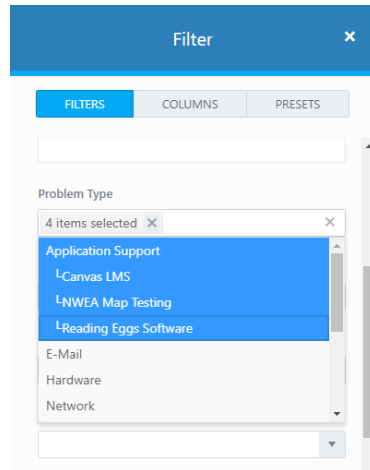 Filter ×
FILTERS COLUMNS PRESETS
Problem Type
4 items selected × ×
Application Support
└Canvas LMS
└NWEA Map Testing
└Reading Eggs Software
E-Mail
Hardware
Network